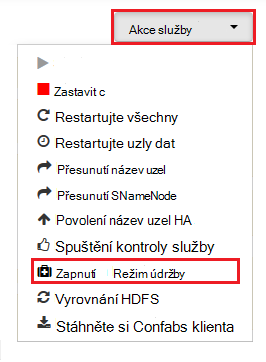 Akce služby
Zastavit c
Restartujte všechny
Restartujte uzly dat
Přesunutí název uzel
Přesunutí SNameNode
Povolení název uzel HA
Spuštění kontroly služby
Zapnutí Režim údržby
Vyrovnání HDFS
Stáhněte si Confabs klienta